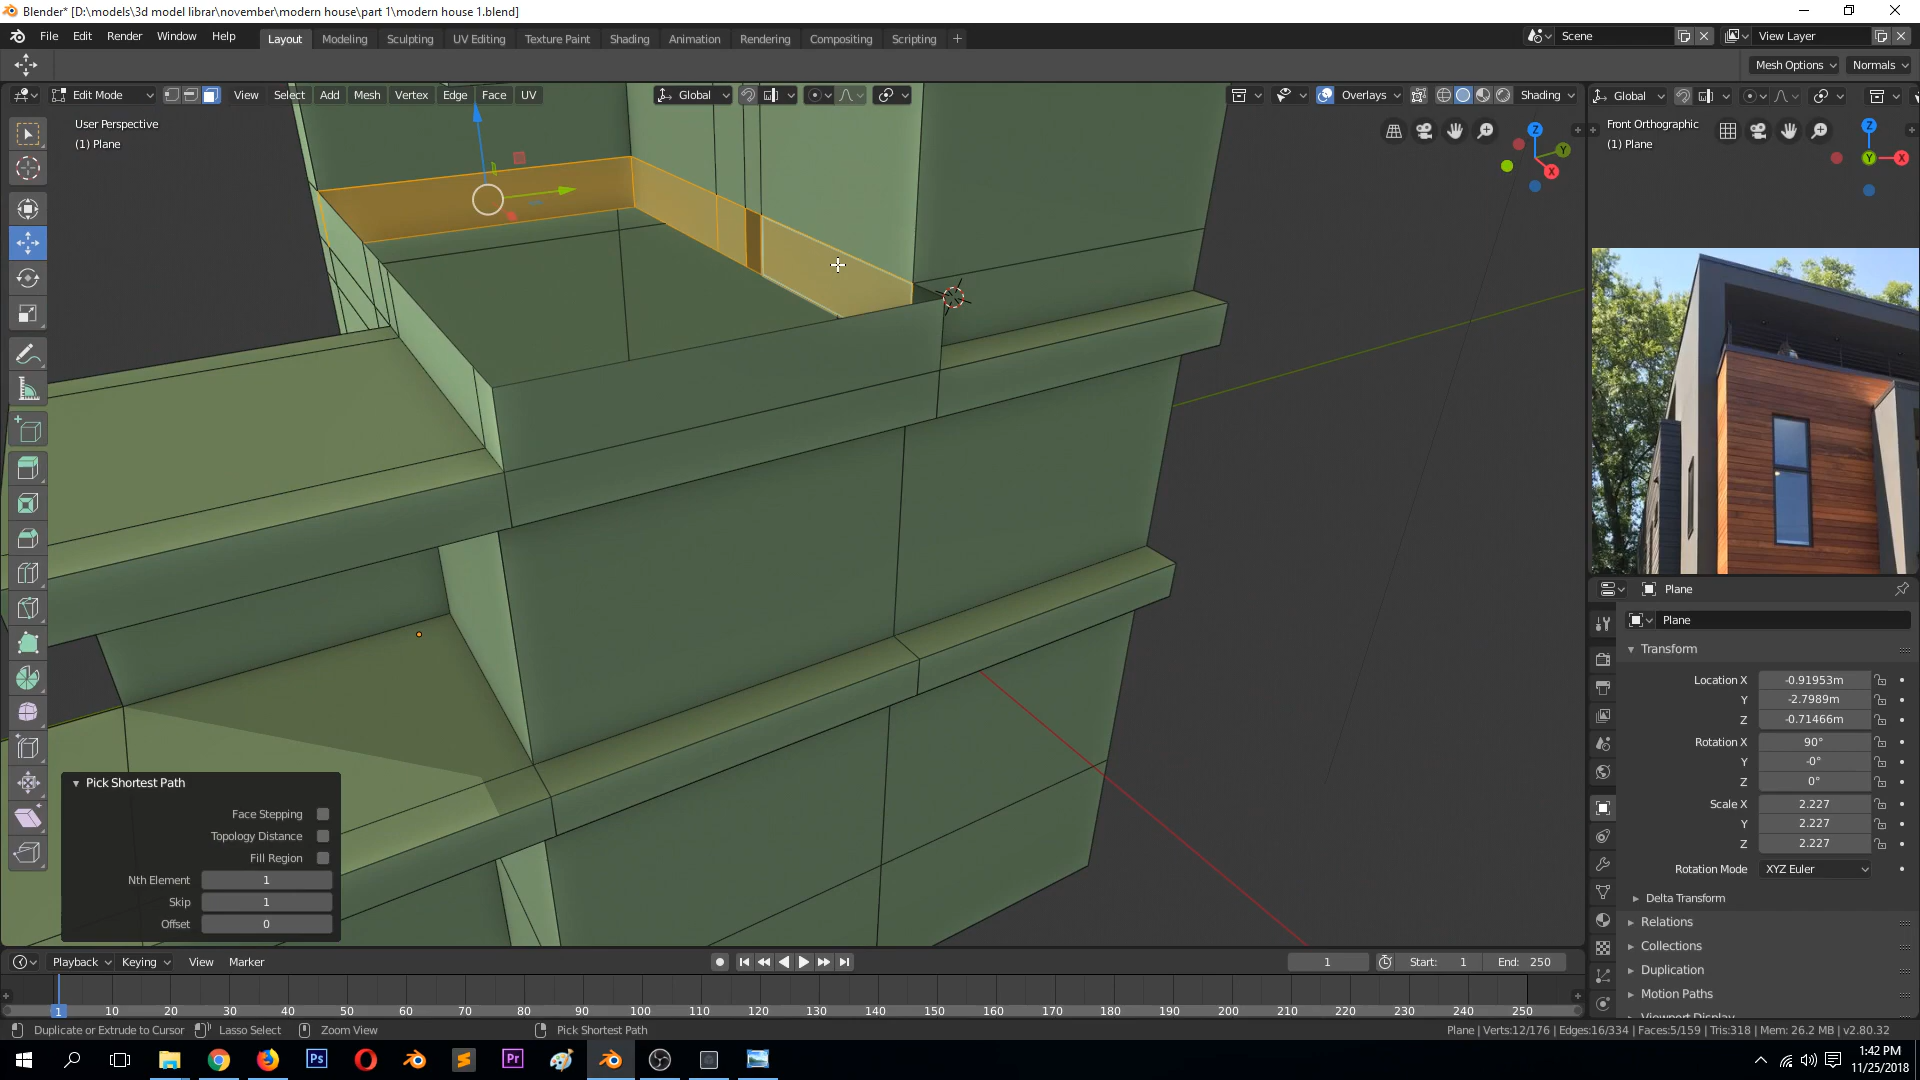 Blender* [D:\models\3d model librar\november\modern house\part 1\modern house 1.blend]
File Edit Render Window Help Layout Modeling Sculpting UV Editing Texture Paint Shading Animation Rendering Compositing Scripting Scene View Layer
Mesh Options Normals
Edit Mode View Select Add Mesh Vertex Edge Face UV Global Overlays Shading Global
User Perspective
(1) Plane
Front Orthographic
(1) Plane
Z
Y
X
Z
Y
X
Plane
Plane
Transform
Location X -0.91953m
Y -2.7989m
Z -0.71466m
Rotation X 90°
Y -0°
Z 0°
Scale X 2.227
Y 2.227
Z 2.227
Rotation Mode XYZ Euler
Delta Transform
Relations
Collections
Duplication
Motion Paths
Viewport Display
Pick Shortest Path
Face Stepping
Topology Distance
Fill Region
Nth Element 1
Skip 1
Offset 0
Playback Keying View Marker 1 Start: 1 End: 250
1 10 20 30 40 50 60 70 80 90 100 110 120 130 140 150 160 170 180 190 200 210 220 230 240 250
Duplicate or Extrude to Cursor Lasso Select Zoom View Pick Shortest Path Plane | Verts:12/176 | Edges:16/334 | Faces:5/159 | Tris:318 | Mem: 26.2 MB | v2.80.32
Ps Pr
1:42 PM
11/25/2018